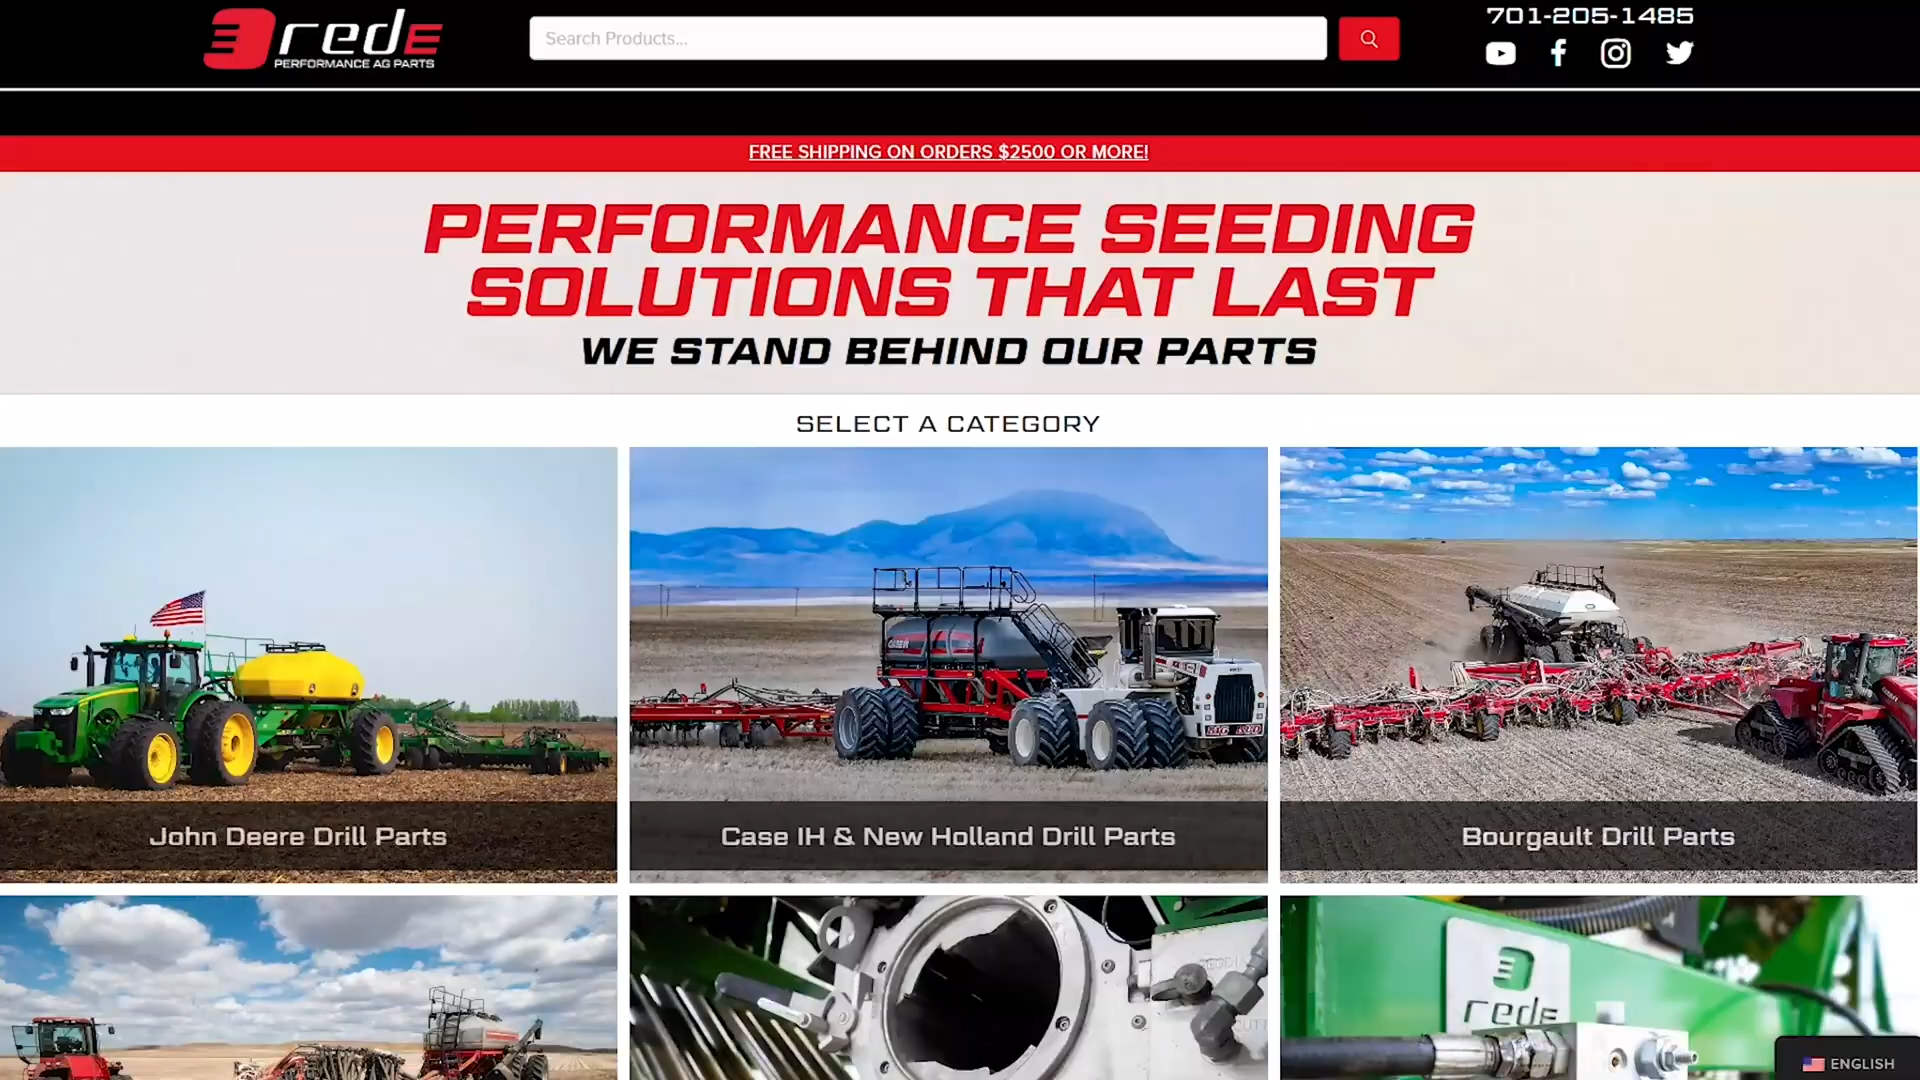 redE
PERFORMANCE AG PARTS
Search Products...
701-205-1485
FREE SHIPPING ON ORDERS $2500 OR MORE!
PERFORMANCE SEEDING
SOLUTIONS THAT LAST
WE STAND BEHIND OUR PARTS
SELECT A CATEGORY
John Deere Drill Parts
Case IH & New Holland Drill Parts
Bourgault Drill Parts
redE
ENGLISH